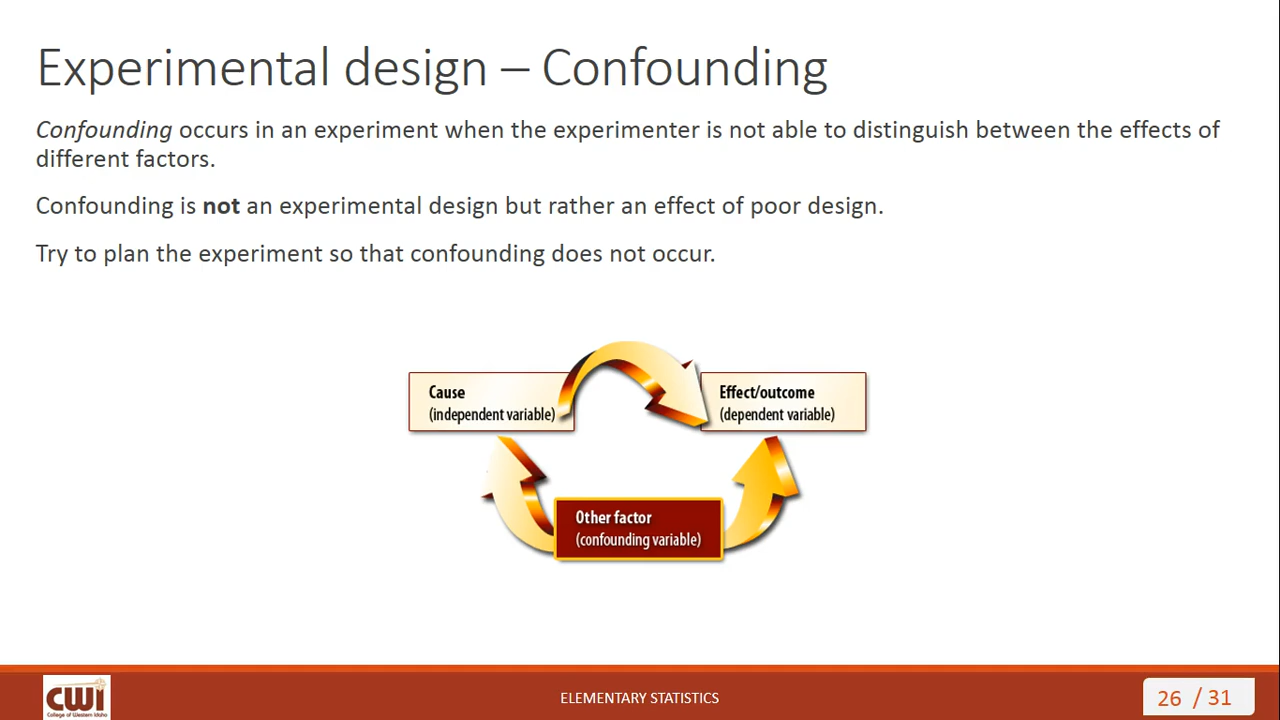 Experimental design – Confounding
Confounding occurs in an experiment when the experimenter is not able to distinguish between the effects of
different factors.
Confounding is not an experimental design but rather an effect of poor design.
Try to plan the experiment so that confounding does not occur.
Cause
(independent variable)
Effect/outcome
(dependent variable)
Other factor
(confounding variable)
CWI
College of Western Idaho
ELEMENTARY STATISTICS
26 / 31